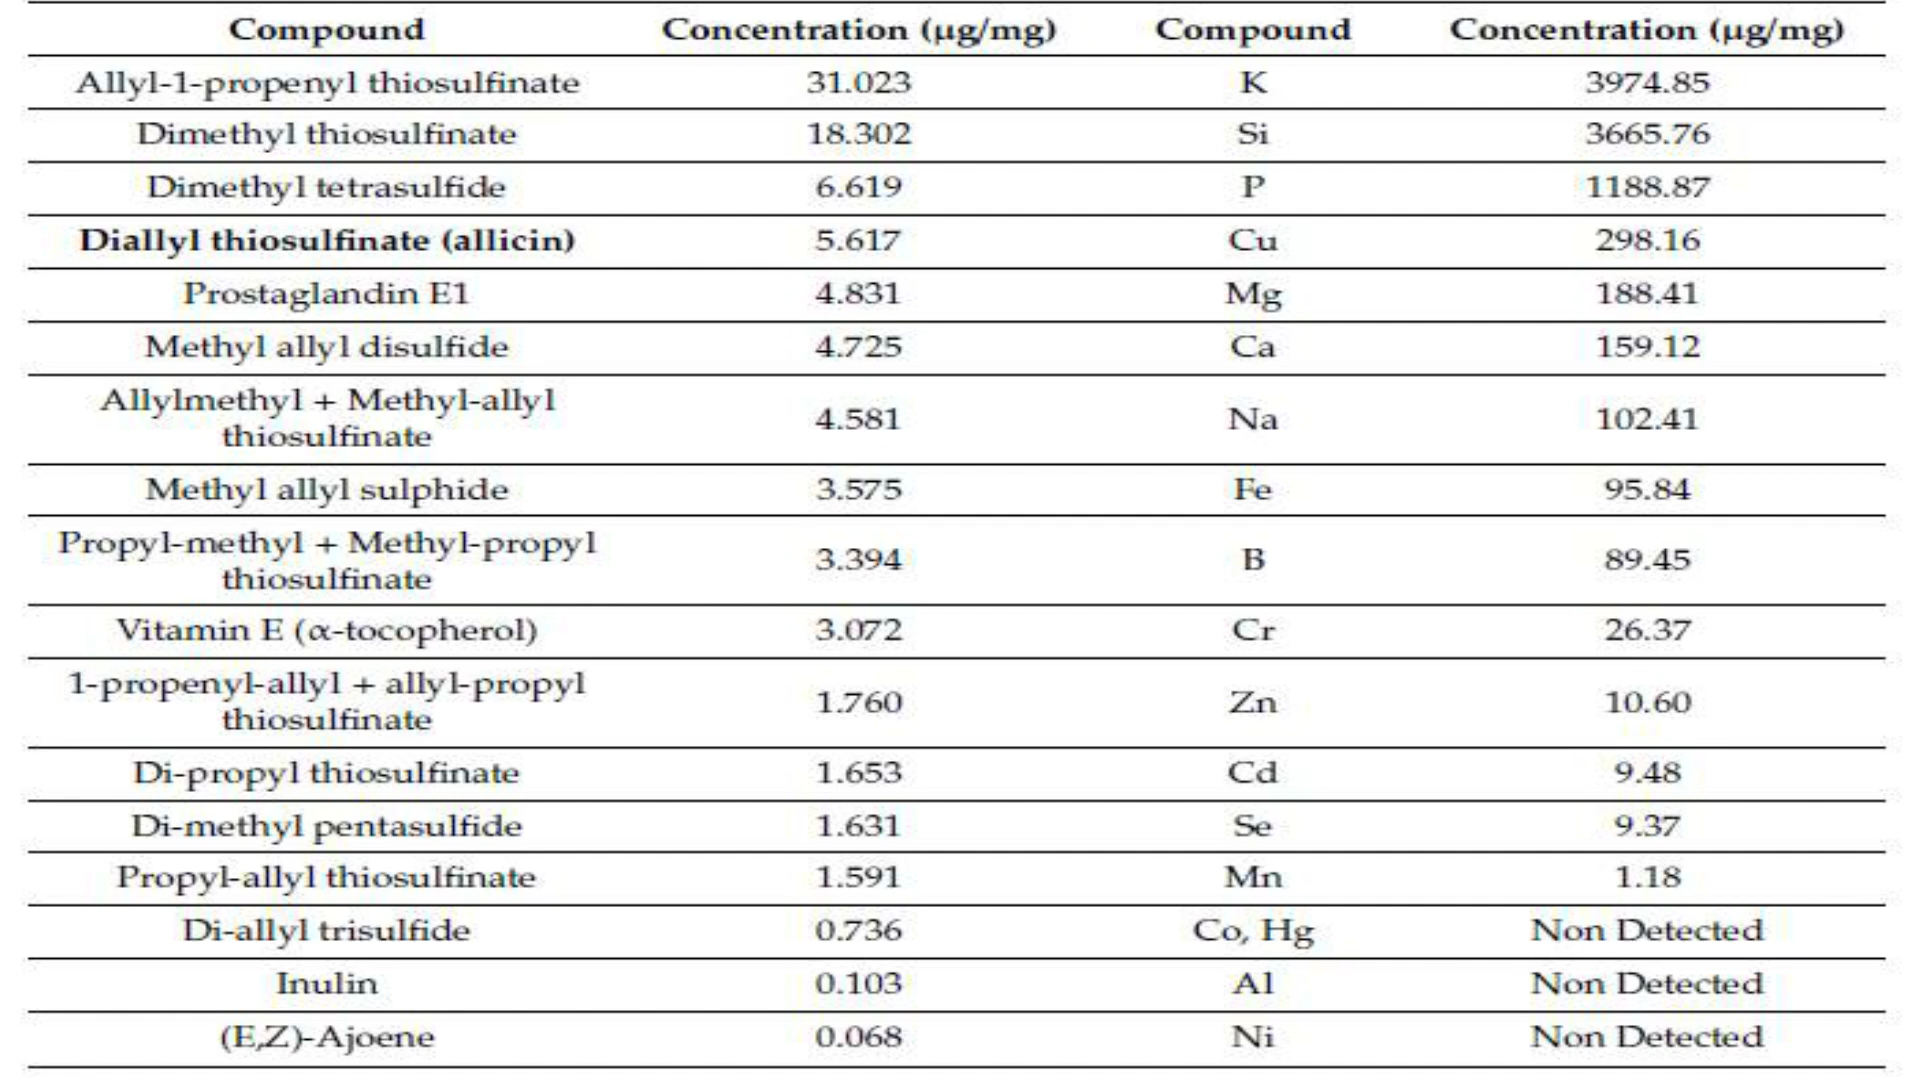 Compound Concentration (µg/mg) Compound Concentration (µg/mg)
Allyl-1-propenyl thiosulfinate 31.023 K 3974.85
Dimethyl thiosulfinate 18.302 Si 3665.76
Dimethyl tetrasulfide 6.619 P 1188.87
Diallyl thiosulfinate (allicin) 5.617 Cu 298.16
Prostaglandin E1 4.831 Mg 188.41
Methyl allyl disulfide 4.725 Ca 159.12
Allylmethyl + Methyl-allyl
thiosulfinate 4.581 Na 102.41
Methyl allyl sulphide 3.575 Fe 95.84
Propyl-methyl + Methyl-propyl
thiosulfinate 3.394 B 89.45
Vitamin E (α-tocopherol) 3.072 Cr 26.37
1-propenyl-allyl + allyl-propyl
thiosulfinate 1.760 Zn 10.60
Di-propyl thiosulfinate 1.653 Cd 9.48
Di-methyl pentasulfide 1.631 Se 9.37
Propyl-allyl thiosulfinate 1.591 Mn 1.18
Di-allyl trisulfide 0.736 Co, Hg Non Detected
Inulin 0.103 Al Non Detected
(E,Z)-Ajoene 0.068 Ni Non Detected